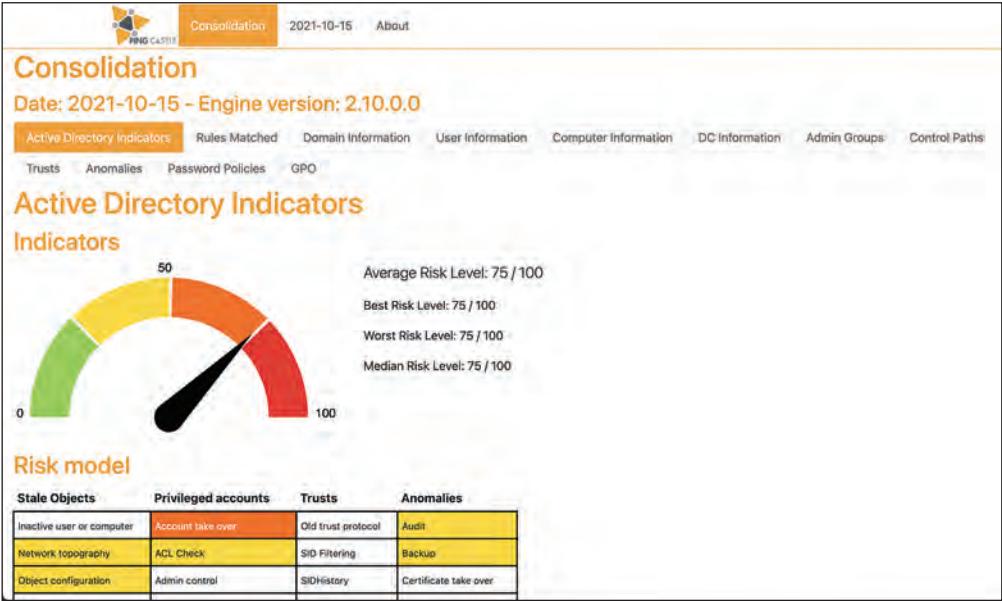 PING CASTLE Consolidation 2021-10-15 About
Consolidation
Date: 2021-10-15 - Engine version: 2.10.0.0
Active Directory Indicators Rules Matched Domain Information User Information Computer Information DC Information Admin Groups Control Paths
Trusts Anomalies Password Policies GPO
Active Directory Indicators
Indicators
50
Average Risk Level: 75 / 100
Best Risk Level: 75 / 100
Worst Risk Level: 75 / 100
Median Risk Level: 75 / 100
0 100
Risk model
Stale Objects Privileged accounts Trusts Anomalies
Inactive user or computer Account take over Old trust protocol Audit
Network topography ACL Check SID Filtering Backup
Object configuration Admin control SIDHistory Certificate take over